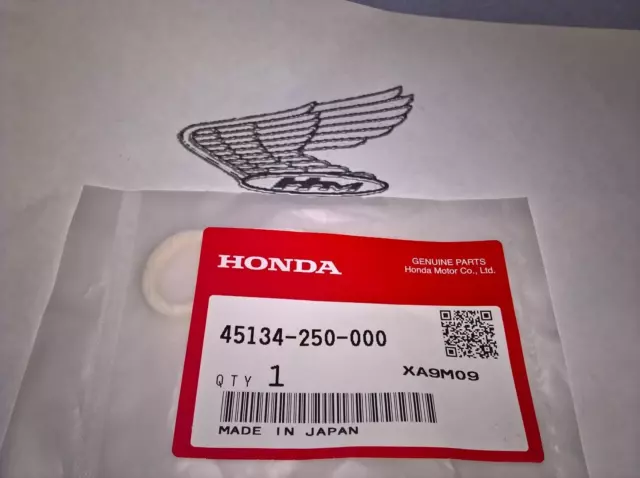 HM
HONDA
GENUINE PARTS
Honda Motor Co., Ltd.
45134-250-000
QTY 1
XA9M09
MADE IN JAPAN